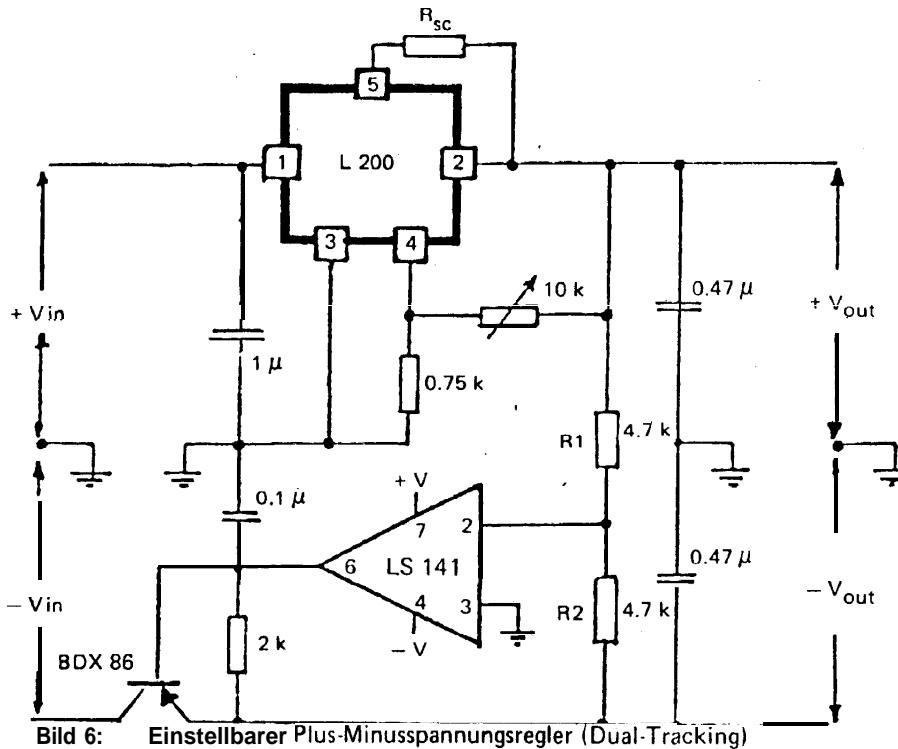 R_sc
5
1
L 200
2
3
4
10 k
+ Vin
0.47 μ
+ V_out
1 μ
0.75 k
R1
4.7 k
0.1 μ
+ V
7
2
6
LS 141
4
3
− V
0.47 μ
− Vin
R2
4.7 k
− V_out
2 k
BDX 86
Bild 6: Einstellbarer Plus-Minusspannungsregler (Dual-Tracking)